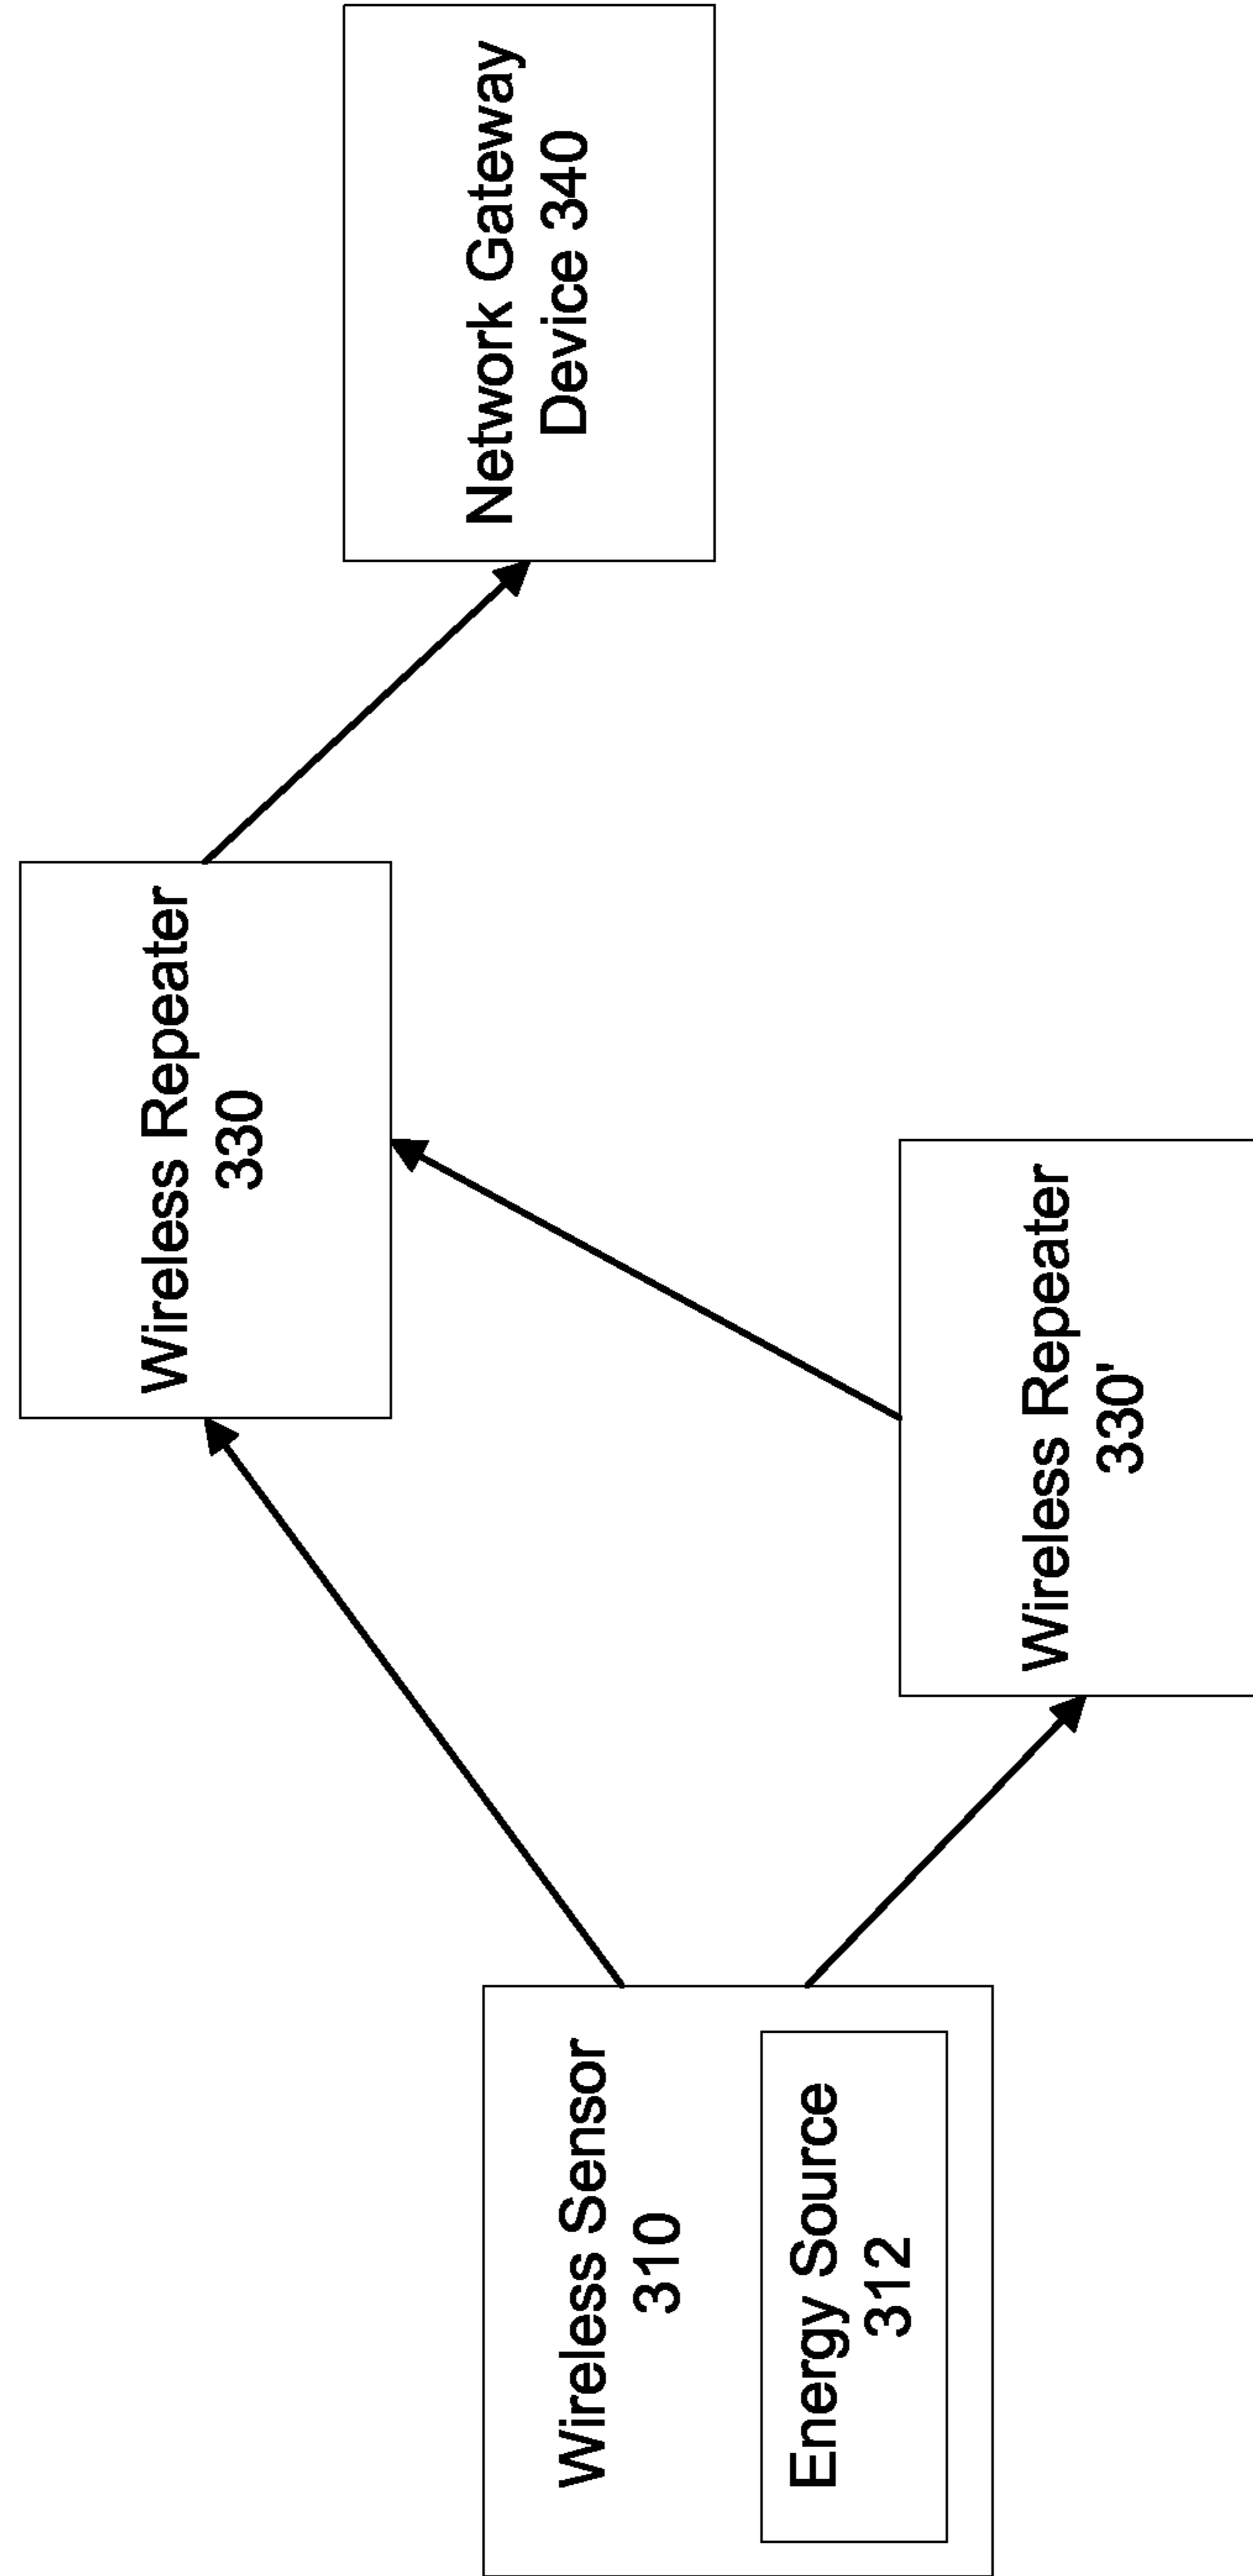 Wireless Sensor
310
Energy Source
312
Wireless Repeater
330
Wireless Repeater
330'
Network Gateway
Device 340